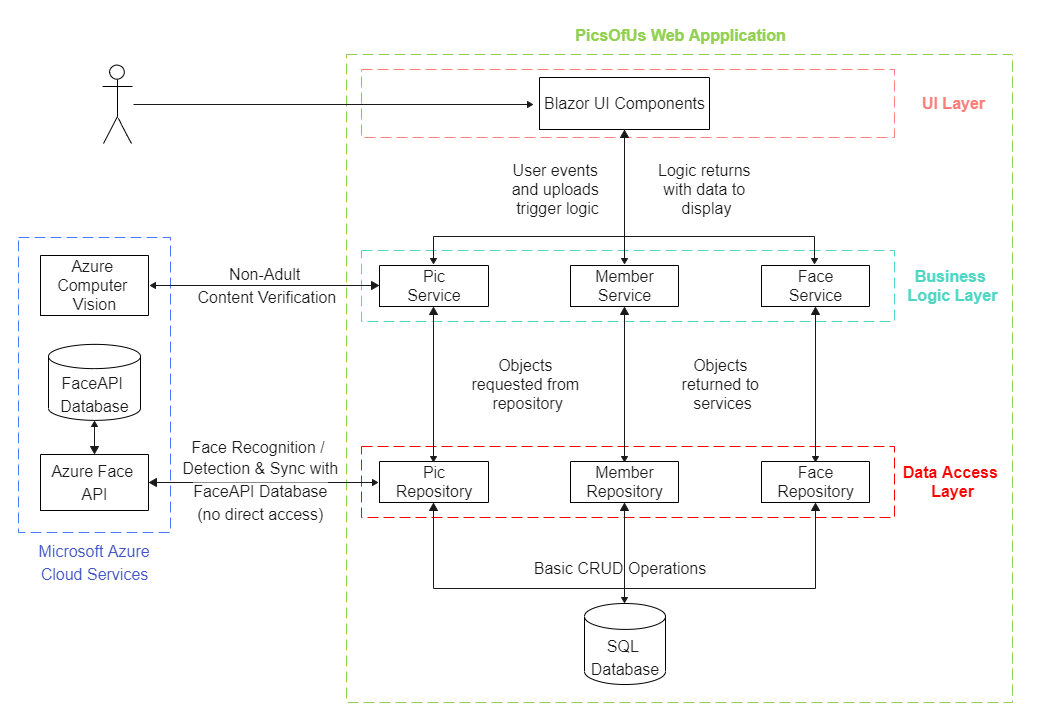 PicsOfUs Web Appplication
Blazor UI Components
UI Layer
User events
and uploads
trigger logic
Logic returns
with data to
display
Azure
Computer
Vision
Non-Adult
Content Verification
Pic
Service
Member
Service
Face
Service
Business
Logic Layer
FaceAPI
Database
Objects
requested from
repository
Objects
returned to
services
Azure Face
API
Face Recognition /
Detection & Sync with
FaceAPI Database
(no direct access)
Pic
Repository
Member
Repository
Face
Repository
Data Access
Layer
Microsoft Azure
Cloud Services
Basic CRUD Operations
SQL
Database